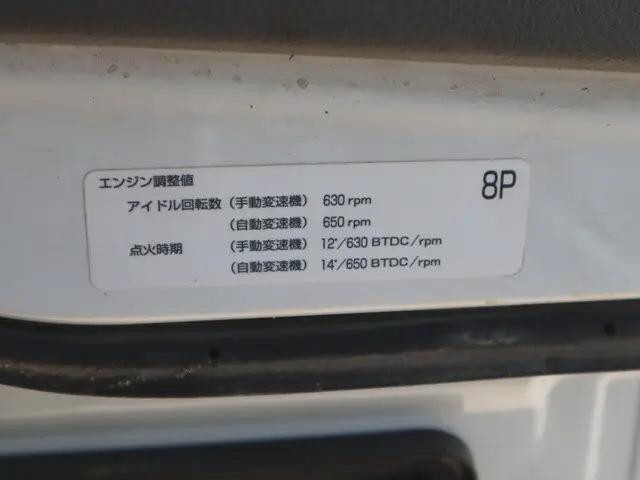 エンジン調整値 8P
アイドル回転数 (手動変速機) 630 rpm
(自動変速機) 650 rpm
点火時期 (手動変速機) 12°/630 BTDC/rpm
(自動変速機) 14°/650 BTDC/rpm